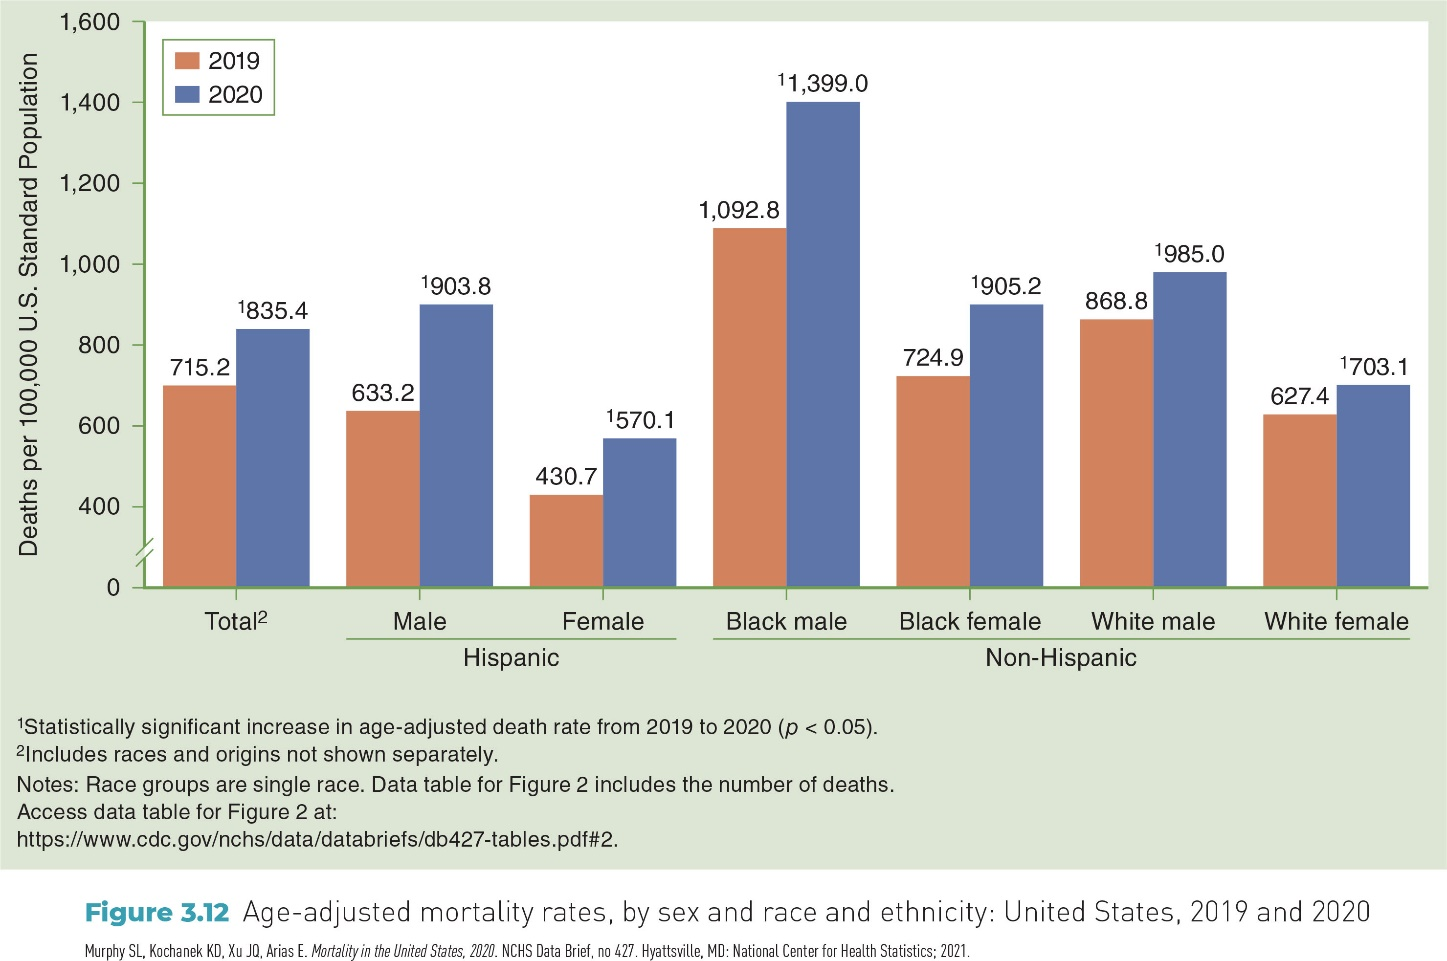 1,600
1,400
1,200
1,000
800
600
400
0
Deaths per 100,000 U.S. Standard Population
2019
2020
715.2
¹835.4
633.2
¹903.8
430.7
¹570.1
1,092.8
¹1,399.0
724.9
¹905.2
868.8
¹985.0
627.4
¹703.1
Total²
Male
Female
Black male
Black female
White male
White female
Hispanic
Non-Hispanic
¹Statistically significant increase in age-adjusted death rate from 2019 to 2020 (p < 0.05).
²Includes races and origins not shown separately.
Notes: Race groups are single race. Data table for Figure 2 includes the number of deaths.
Access data table for Figure 2 at:
https://www.cdc.gov/nchs/data/databriefs/db427-tables.pdf#2.
Figure 3.12 Age-adjusted mortality rates, by sex and race and ethnicity: United States, 2019 and 2020
Murphy SL, Kochanek KD, Xu JQ, Arias E. Mortality in the United States, 2020. NCHS Data Brief, no 427. Hyattsville, MD: National Center for Health Statistics; 2021.